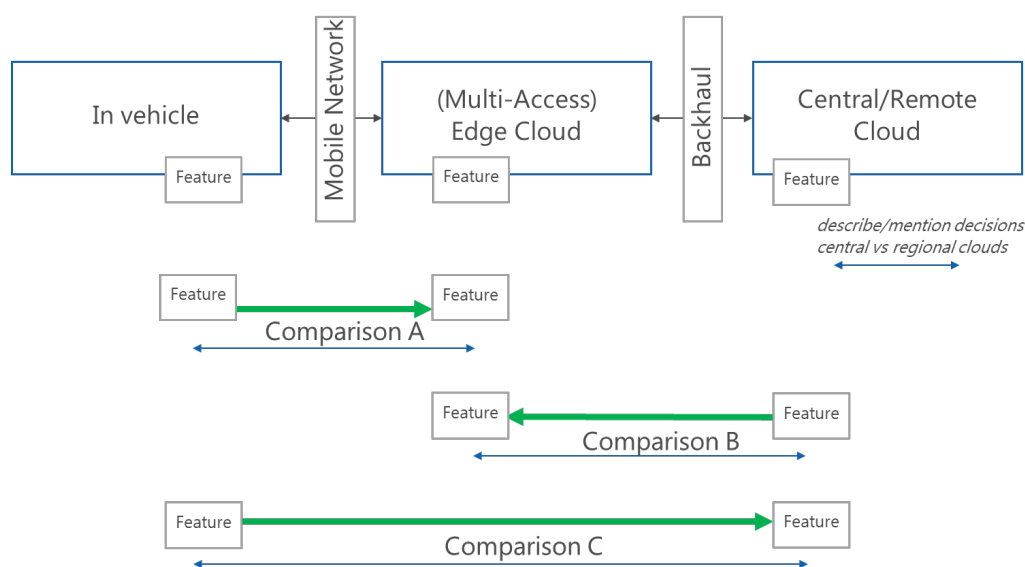 In vehicle
Mobile Network
(Multi-Access)
Edge Cloud
Backhaul
Central/Remote
Cloud
Feature
Feature
Feature
describe/mention decisions
central vs regional clouds
Feature
Feature
Comparison A
Feature
Feature
Comparison B
Feature
Feature
Comparison C